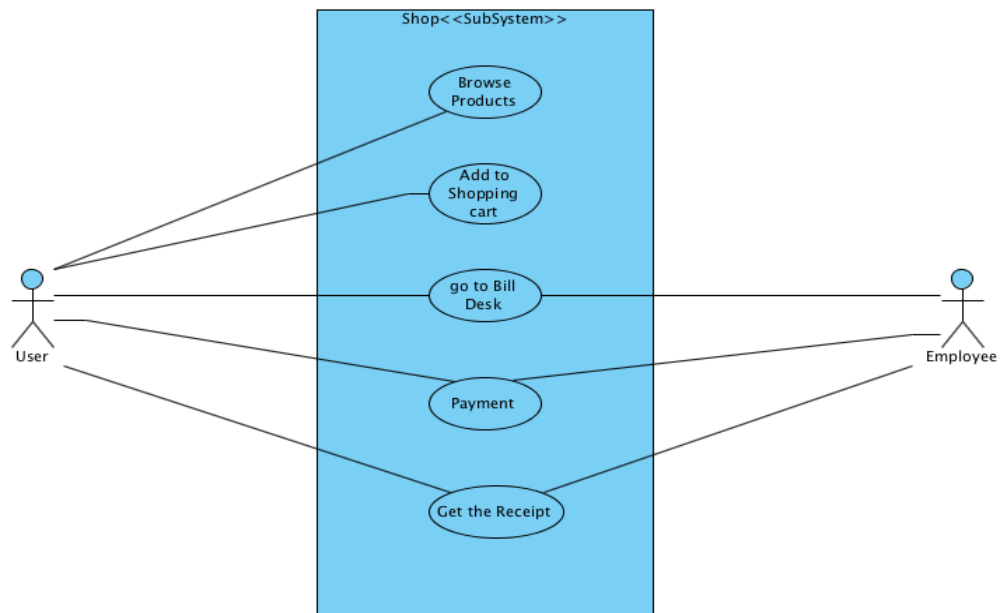 Shop<<SubSystem>>
Browse
Products
Add to
Shopping
cart
go to Bill
Desk
User
Employee
Payment
Get the Receipt